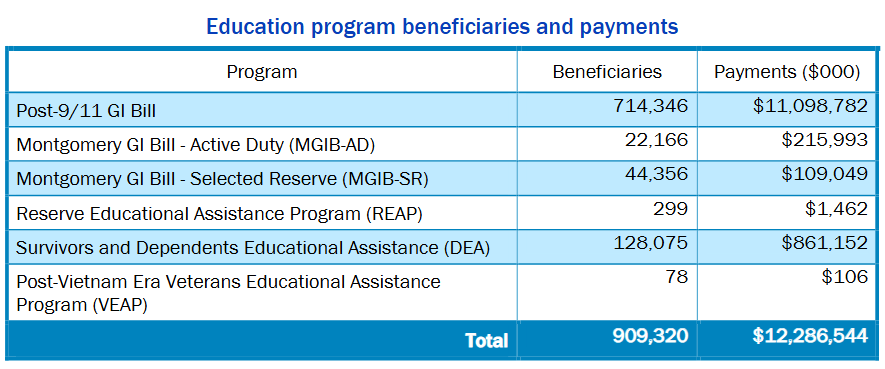 Education program beneficiaries and payments
Program Beneficiaries Payments ($000)
Post-9/11 GI Bill 714,346 $11,098,782
Montgomery GI Bill - Active Duty (MGIB-AD) 22,166 $215,993
Montgomery GI Bill - Selected Reserve (MGIB-SR) 44,356 $109,049
Reserve Educational Assistance Program (REAP) 299 $1,462
Survivors and Dependents Educational Assistance (DEA) 128,075 $861,152
Post-Vietnam Era Veterans Educational Assistance 78 $106
Program (VEAP)
Total 909,320 $12,286,544